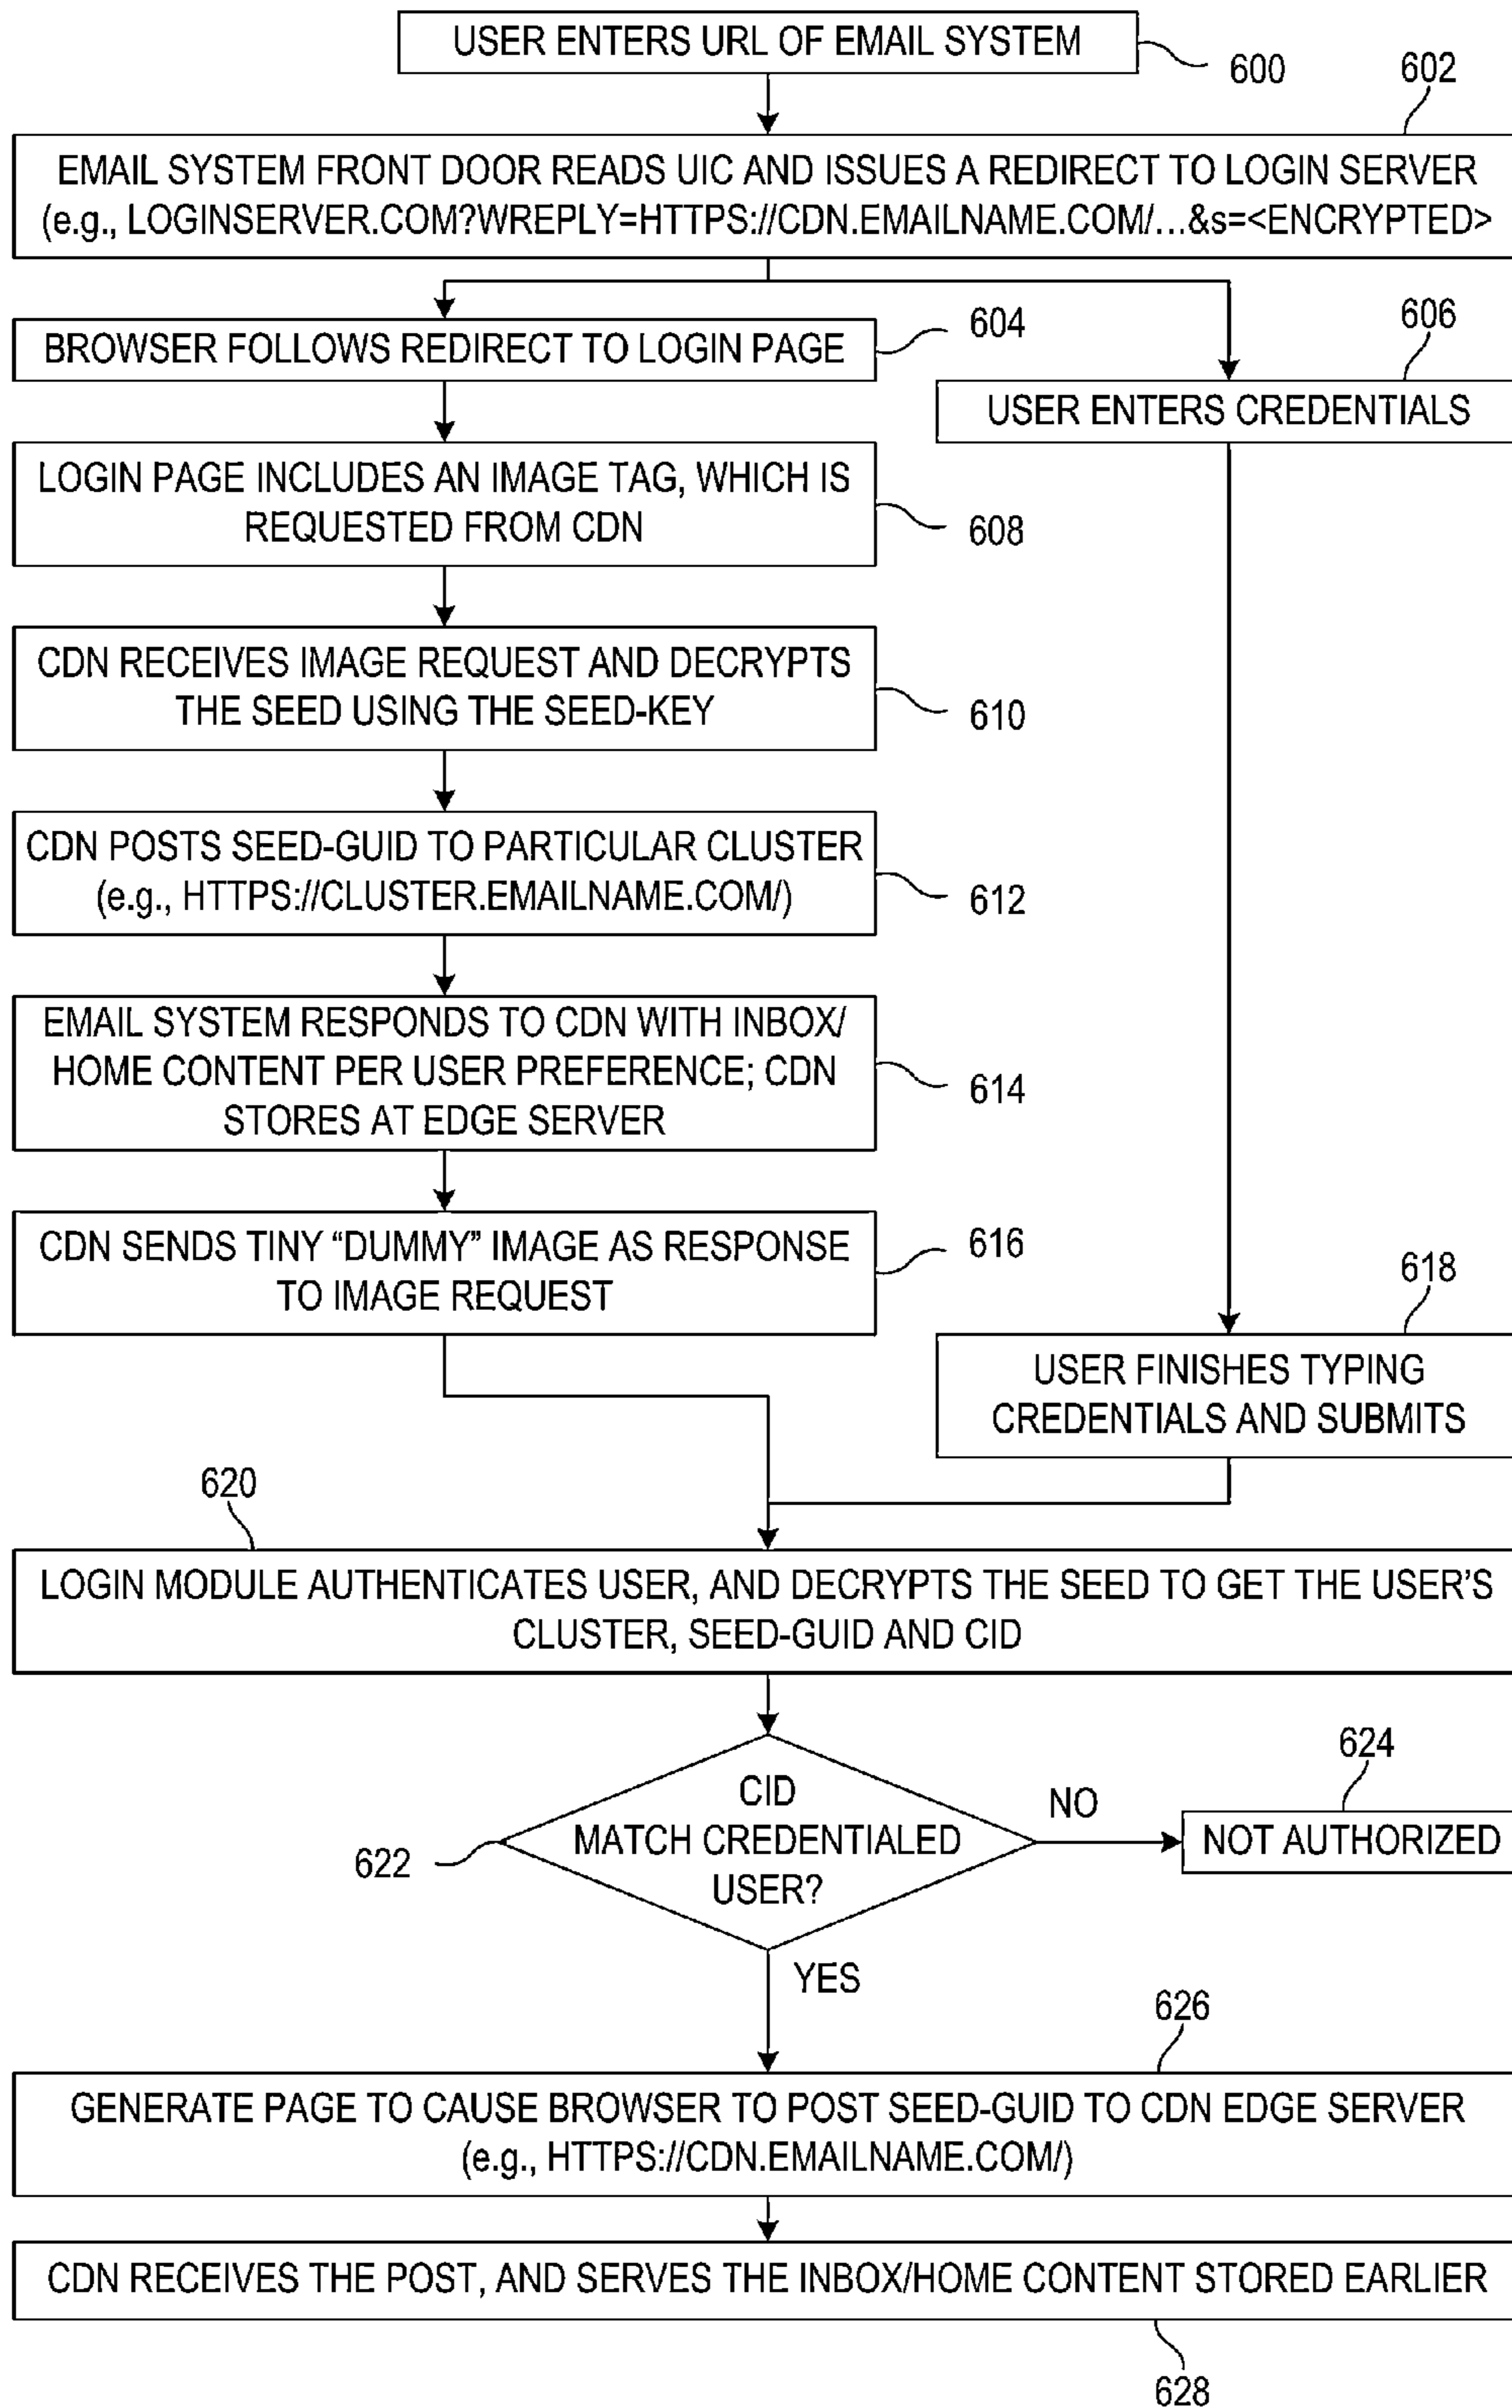 USER ENTERS URL OF EMAIL SYSTEM
600
602
EMAIL SYSTEM FRONT DOOR READS UIC AND ISSUES A REDIRECT TO LOGIN SERVER
(e.g., LOGINSERVER.COM?WREPLY=HTTPS://CDN.EMAILNAME.COM/...&s=<ENCRYPTED>
BROWSER FOLLOWS REDIRECT TO LOGIN PAGE
604
606
USER ENTERS CREDENTIALS
LOGIN PAGE INCLUDES AN IMAGE TAG, WHICH IS
REQUESTED FROM CDN
608
CDN RECEIVES IMAGE REQUEST AND DECRYPTS
THE SEED USING THE SEED-KEY
610
CDN POSTS SEED-GUID TO PARTICULAR CLUSTER
(e.g., HTTPS://CLUSTER.EMAILNAME.COM/)
612
EMAIL SYSTEM RESPONDS TO CDN WITH INBOX/
HOME CONTENT PER USER PREFERENCE; CDN
STORES AT EDGE SERVER
614
CDN SENDS TINY “DUMMY” IMAGE AS RESPONSE
TO IMAGE REQUEST
616
618
USER FINISHES TYPING
CREDENTIALS AND SUBMITS
620
LOGIN MODULE AUTHENTICATES USER, AND DECRYPTS THE SEED TO GET THE USER’S
CLUSTER, SEED-GUID AND CID
CID
MATCH CREDENTIALED
USER?
622
NO
624
NOT AUTHORIZED
YES
626
GENERATE PAGE TO CAUSE BROWSER TO POST SEED-GUID TO CDN EDGE SERVER
(e.g., HTTPS://CDN.EMAILNAME.COM/)
CDN RECEIVES THE POST, AND SERVES THE INBOX/HOME CONTENT STORED EARLIER
628